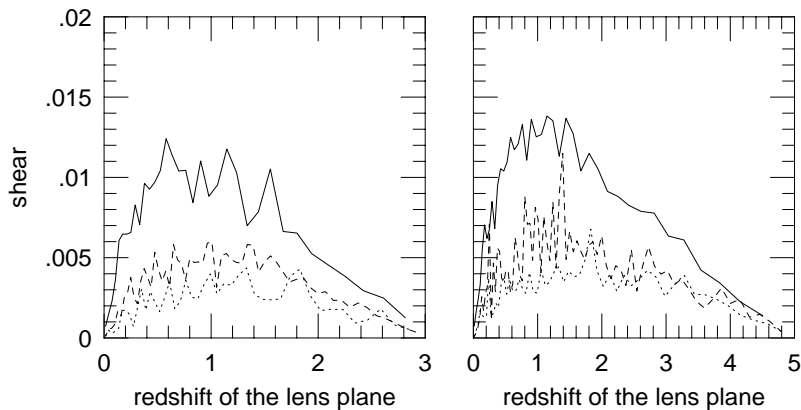 .02
.015
.01
.005
0
shear
0 1 2 3
redshift of the lens plane
0 1 2 3 4 5
redshift of the lens plane